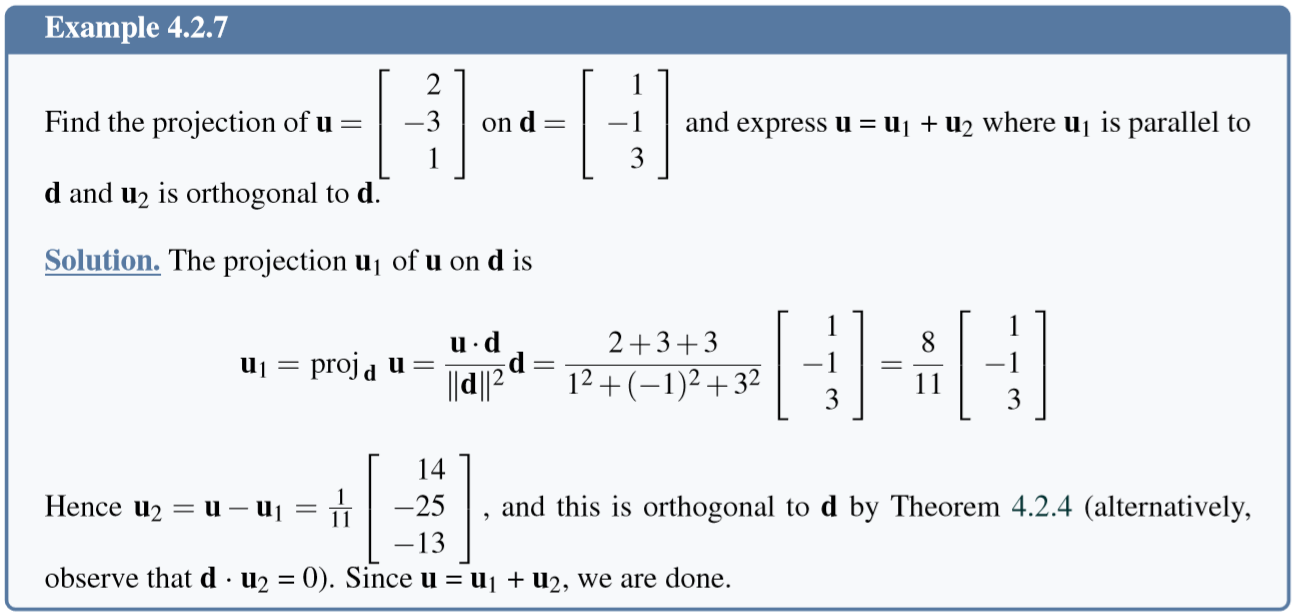 Example 4.2.7
Find the projection of u = [ 2 −3 1 ] on d = [ 1 −1 3 ] and express u = u₁ + u₂ where u₁ is parallel to
d and u₂ is orthogonal to d.
Solution. The projection u₁ of u on d is
u₁ = proj_d u = (u · d)/‖d‖² d = (2+3+3)/(1²+(−1)²+3²) [ 1 −1 3 ] = 8/11 [ 1 −1 3 ]
Hence u₂ = u − u₁ = 1/11 [ 14 −25 −13 ], and this is orthogonal to d by Theorem 4.2.4 (alternatively,
observe that d · u₂ = 0). Since u = u₁ + u₂, we are done.